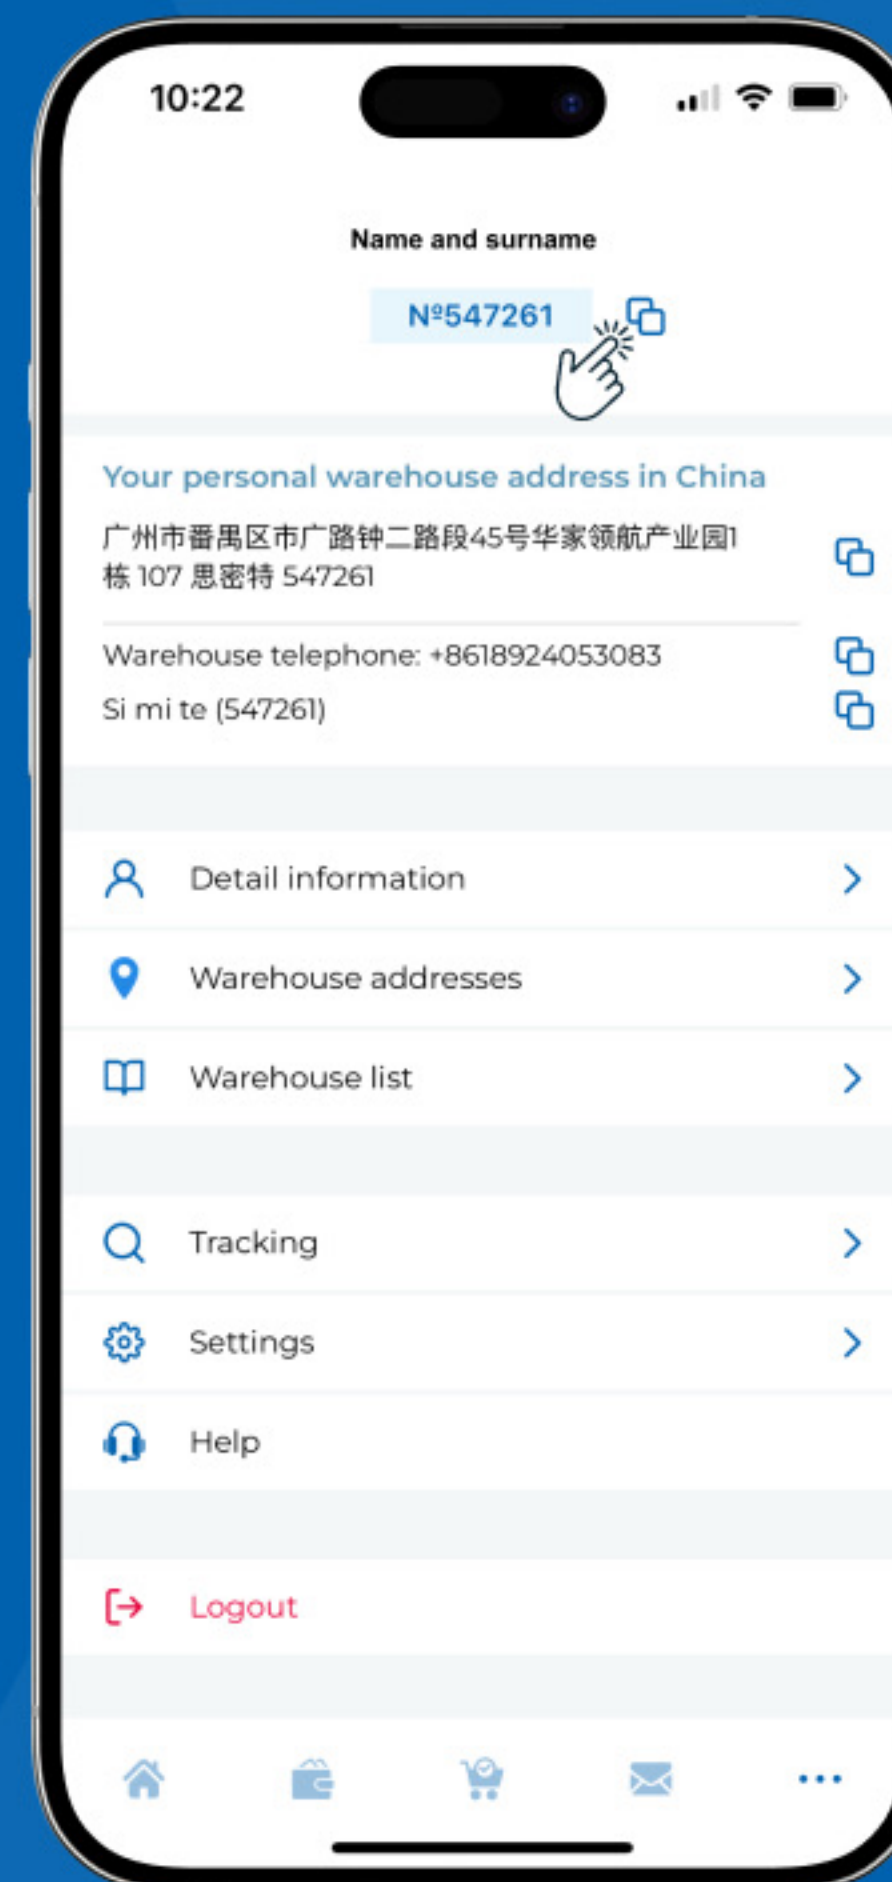 10:22
Name and surname
Nº547261
Your personal warehouse address in China
广州市番禺区市广路钟二路段45号华家领航产业园1
栋 107 思密特 547261
Warehouse telephone: +8618924053083
Si mi te (547261)
Detail information
Warehouse addresses
Warehouse list
Tracking
Settings
Help
Logout